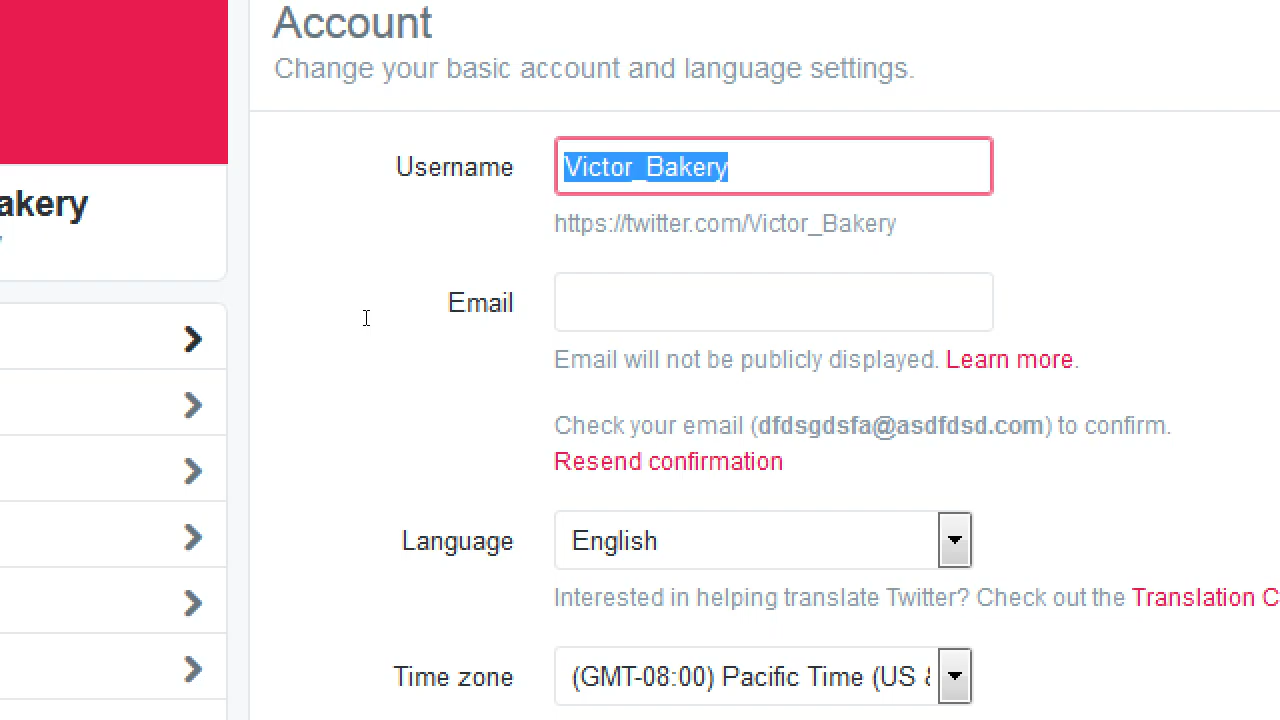 Account
Change your basic account and language settings.
akery
Username
Victor_Bakery
https://twitter.com/Victor_Bakery
Email
Email will not be publicly displayed. Learn more.
Check your email (dfdsgdsfa@asdfdsd.com) to confirm.
Resend confirmation
Language
English
Interested in helping translate Twitter? Check out the Translation C
Time zone
(GMT-08:00) Pacific Time (US &